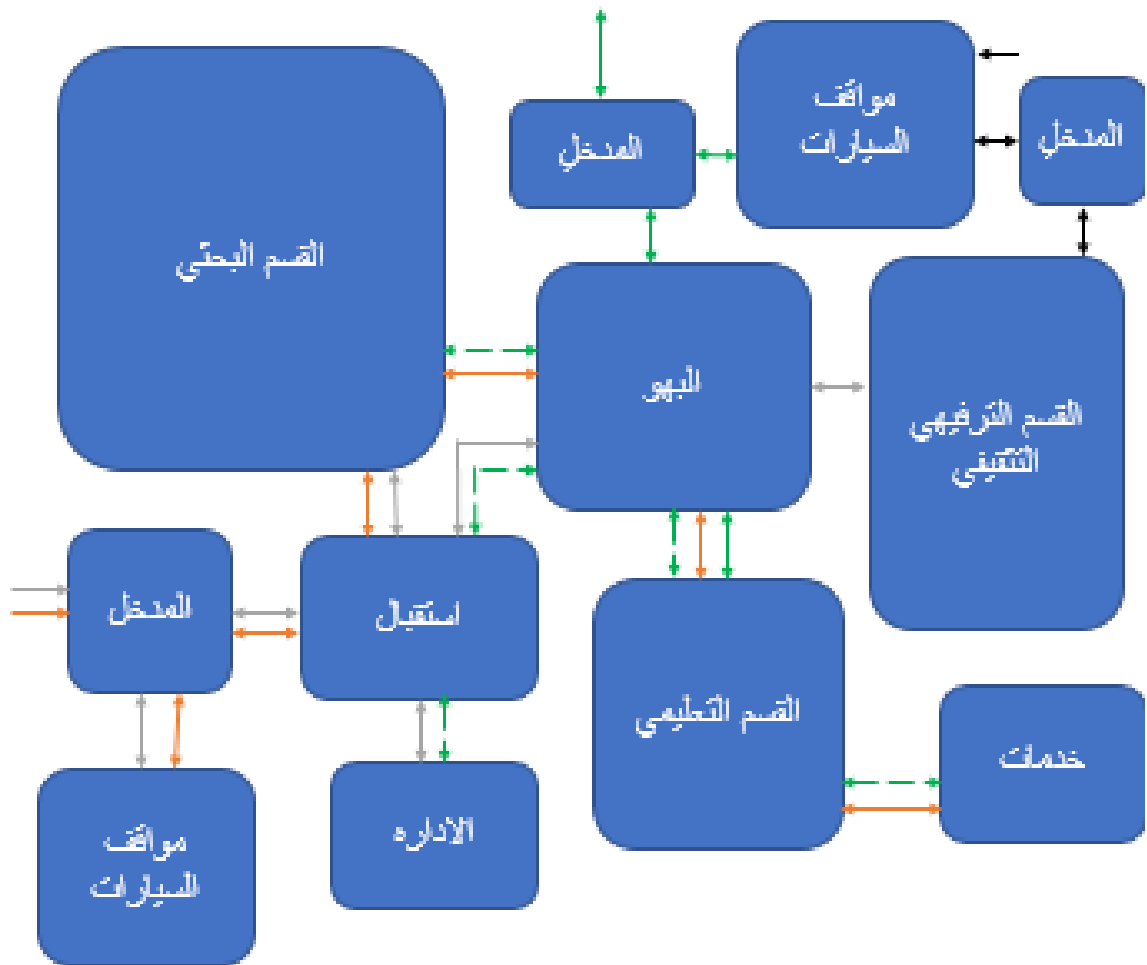 مواقف
السيارات
المدخل
المدخل
القسم البحثي
البهو
القسم الترفيهي
التثقيفي
المدخل
استقبال
القسم التعليمي
خدمات
الاداره
مواقف
السيارات